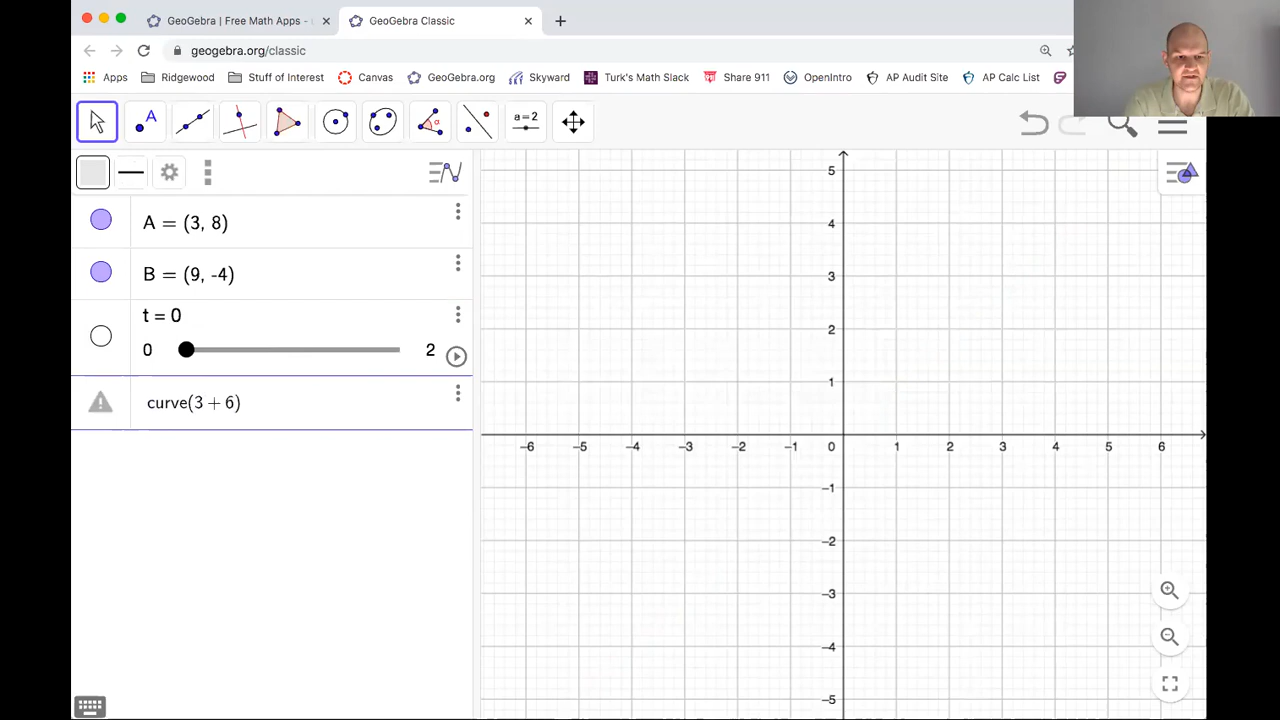 GeoGebra | Free Math Apps -
GeoGebra Classic
geogebra.org/classic
Apps
Ridgewood
Stuff of Interest
Canvas
GeoGebra.org
Skyward
Turk's Math Slack
Share 911
OpenIntro
AP Audit Site
AP Calc List
A
α
a = 2
A = (3, 8)
B = (9, -4)
t = 0
0
2
curve(3 + 6)
5
4
3
2
1
−6 −5 −4 −3 −2 −1 0 1 2 3 4 5 6
−1
−2
−3
−4
−5